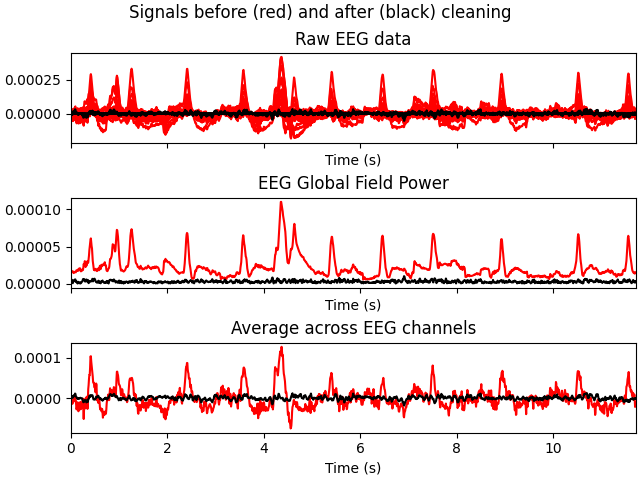 Signals before (red) and after (black) cleaning
Raw EEG data
0.00025
0.00000
Time (s)
EEG Global Field Power
0.00010
0.00005
0.00000
Time (s)
Average across EEG channels
0.0001
0.0000
0 2 4 6 8 10
Time (s)